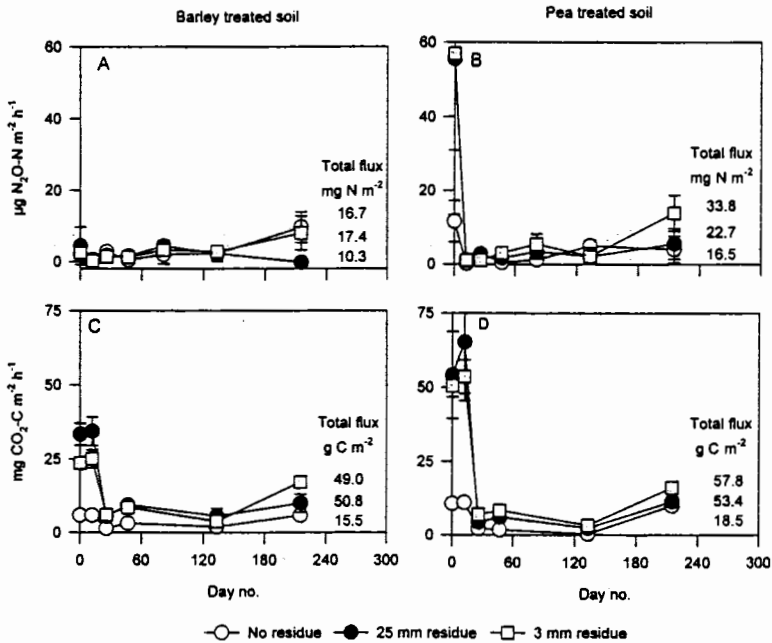 Barley treated soil
Pea treated soil
µg N2O-N m-2 h-1
60
40
20
0
A
Total flux
mg N m-2
16.7
17.4
10.3
60
40
20
0
B
Total flux
mg N m-2
33.8
22.7
16.5
mg CO2-C m-2 h-1
75
50
25
0
C
Total flux
g C m-2
49.0
50.8
15.5
0 60 120 180 240 300
Day no.
75
50
25
0
D
Total flux
g C m-2
57.8
53.4
18.5
0 60 120 180 240 300
Day no.
No residue 25 mm residue 3 mm residue